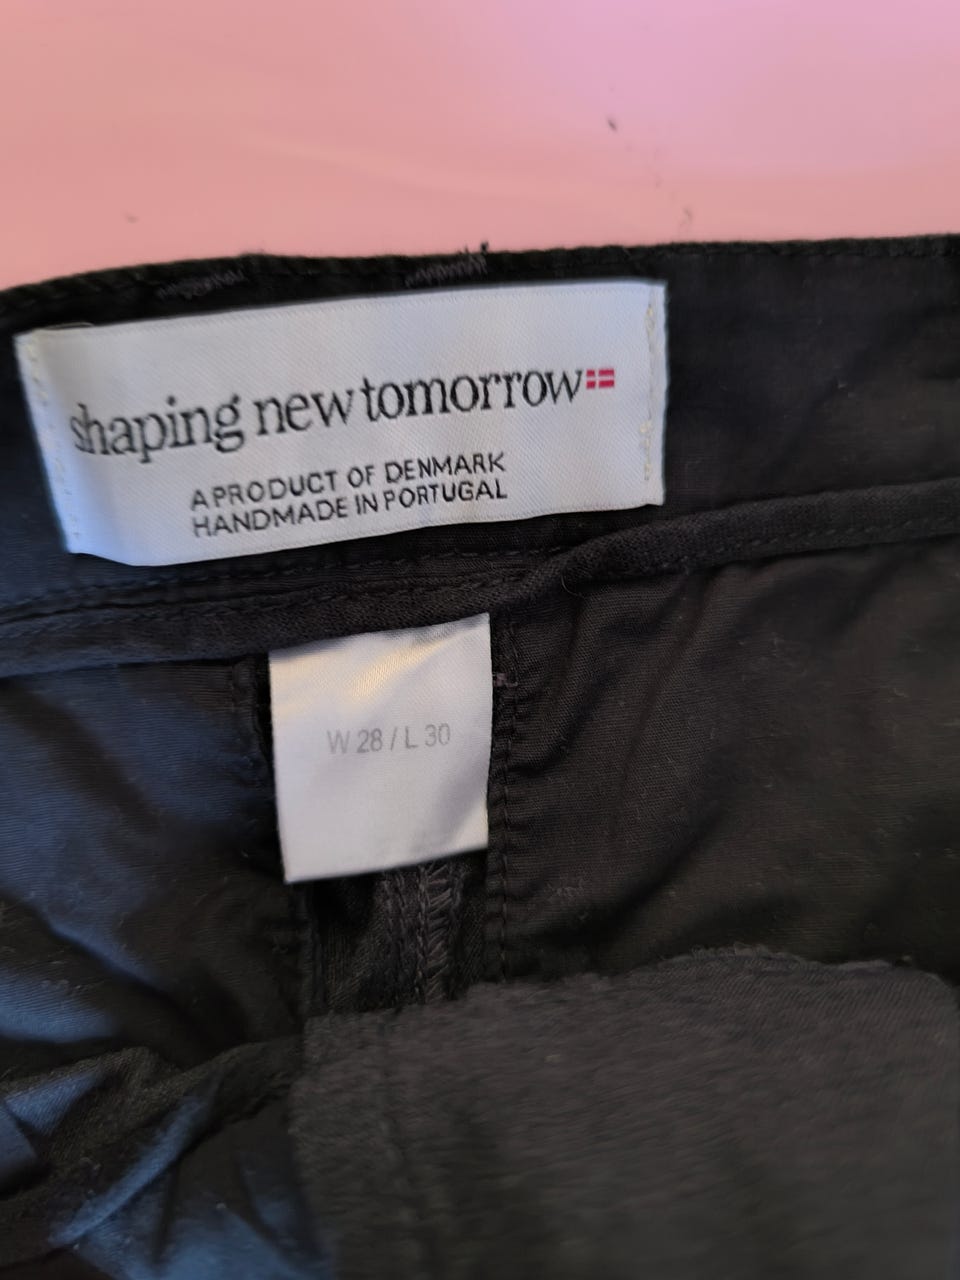 shaping new tomorrow
A PRODUCT OF DENMARK
HANDMADE IN PORTUGAL
W 28 / L 30